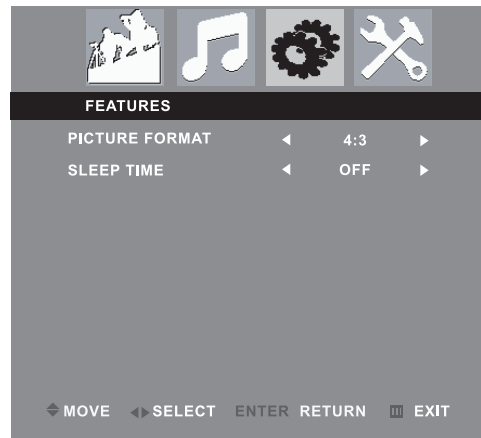 FEATURES
PICTURE FORMAT 4:3
SLEEP TIME OFF
MOVE SELECT ENTER RETURN EXIT